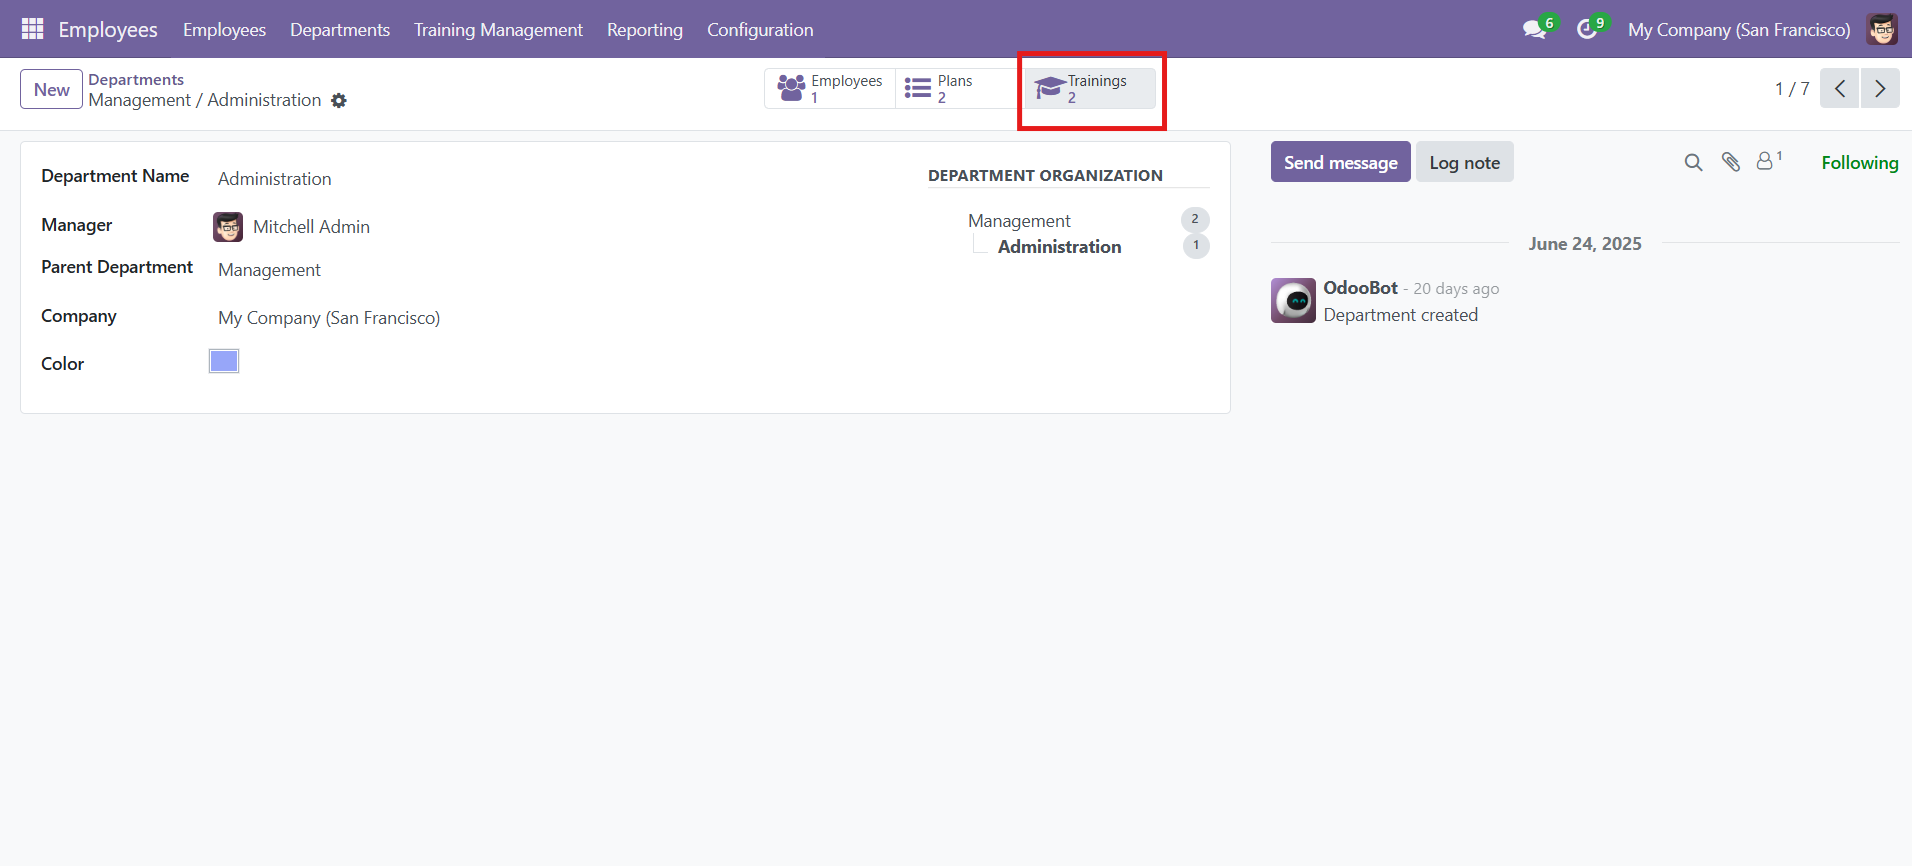 Employees Employees Departments Training Management Reporting Configuration 6 9 My Company (San Francisco)
New Departments
Management / Administration
Employees 1
Plans 2
Trainings 2
1 / 7
Department Name Administration
Manager Mitchell Admin
Parent Department Management
Company My Company (San Francisco)
Color
DEPARTMENT ORGANIZATION
Management 2
Administration 1
Send message Log note 1 Following
June 24, 2025
OdooBot - 20 days ago
Department created